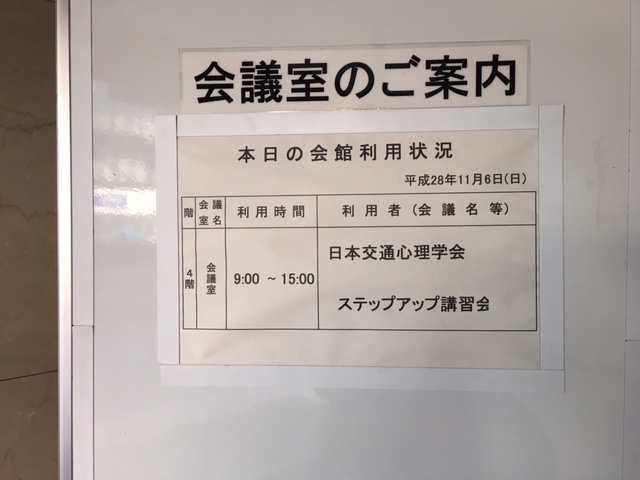 会議室のご案内
本日の会館利用状況
平成28年11月6日(日)
階 会議室名 利用時間 利用者(会議名等)
4階 会議室 9:00 ~ 15:00 日本交通心理学会
ステップアップ講習会